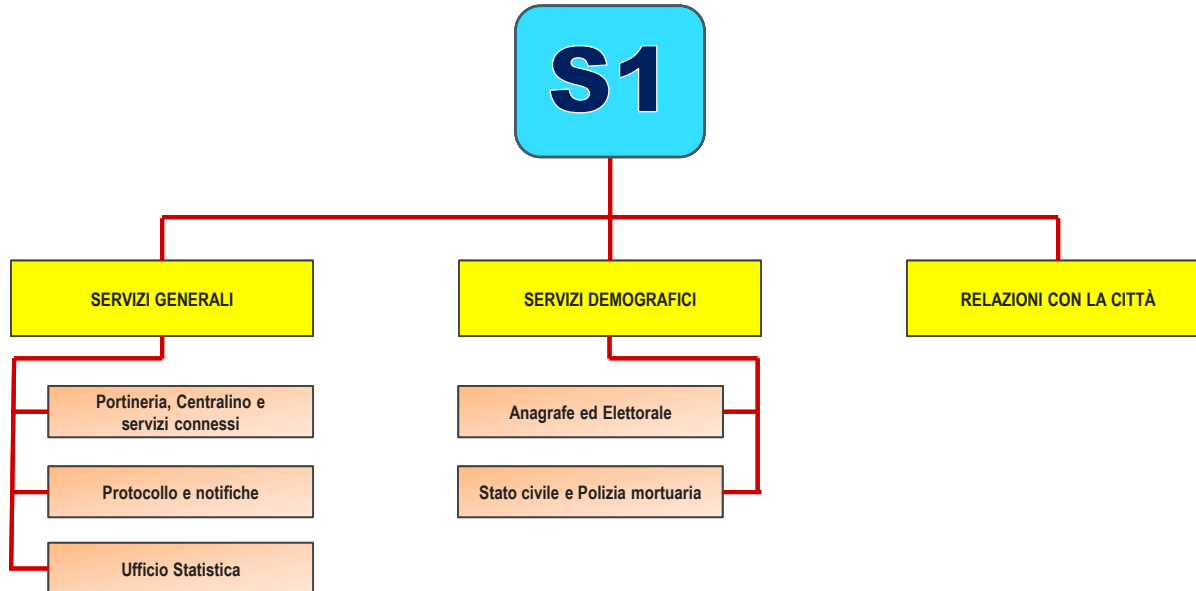 S1
SERVIZI GENERALI
SERVIZI DEMOGRAFICI
RELAZIONI CON LA CITTÀ
Portineria, Centralino e
servizi connessi
Protocollo e notifiche
Ufficio Statistica
Anagrafe ed Elettorale
Stato civile e Polizia mortuaria